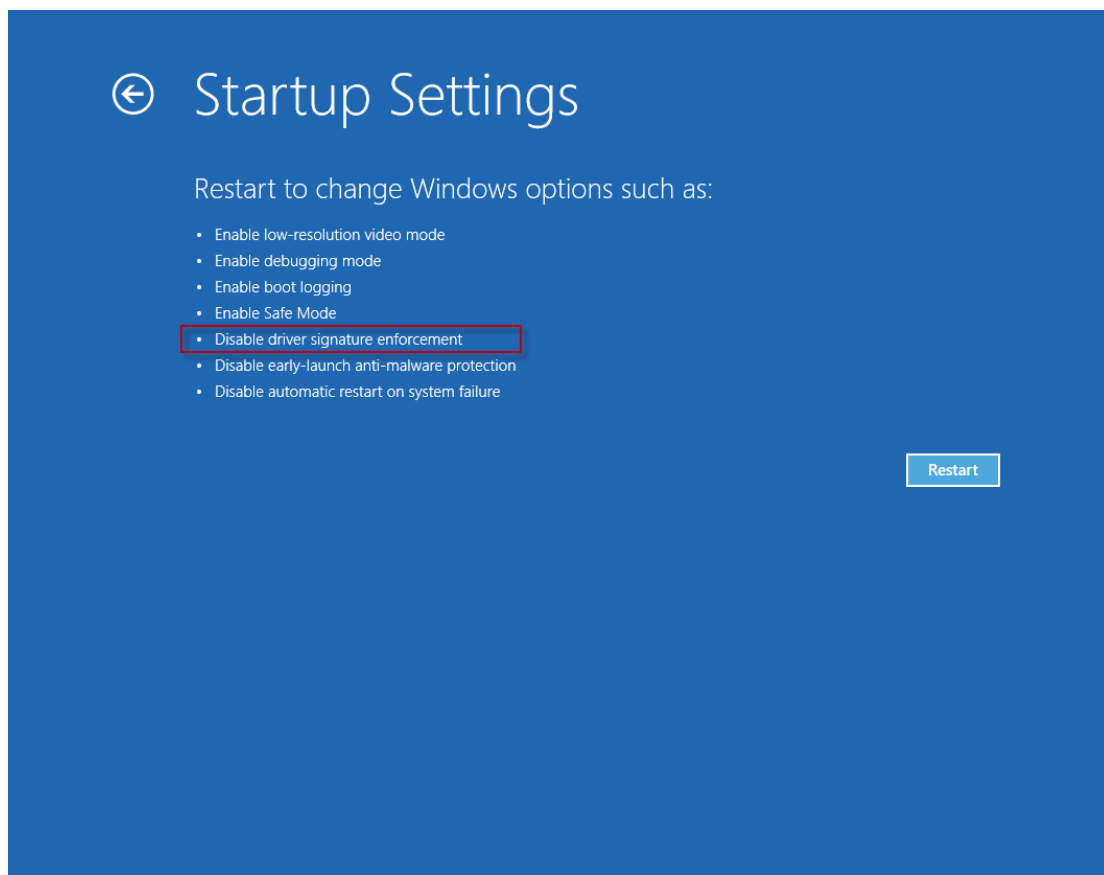 Startup Settings
Restart to change Windows options such as:
• Enable low-resolution video mode
• Enable debugging mode
• Enable boot logging
• Enable Safe Mode
• Disable driver signature enforcement
• Disable early-launch anti-malware protection
• Disable automatic restart on system failure
Restart